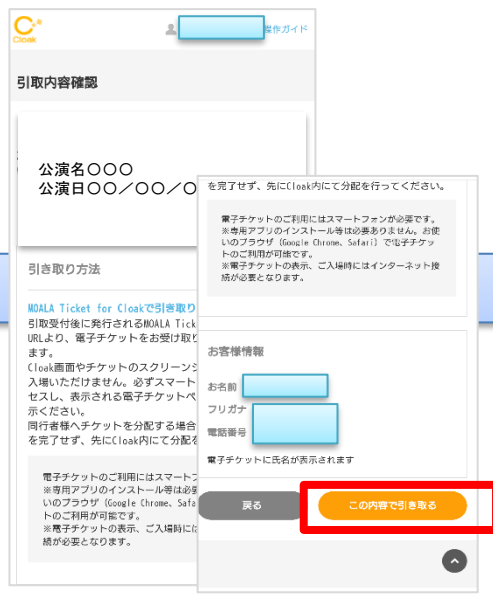 Cloak
操作ガイド
引取内容確認
公演名〇〇〇
公演日〇〇／〇〇／〇
引き取り方法
MOALA Ticket for Cloakで引き取り
引取受付後に発行されるMOALA Tick
URLより、電子チケットをお受け取り
ます。
Cloak画面やチケットのスクリーンシ
入場いただけません。必ずスマート
セスし、表示される電子チケットペ
示ください。
同行者様へチケットを分配する場合
を完了せず、先にCloak内にて分配を
電子チケットのご利用にはスマートフ
※専用アプリのインストール等は必要
いのブラウザ（Google Chrome、Safa
トのご利用が可能です。
※電子チケットの表示、ご入場時には
続が必要となります。
を完了せず、先にCloak内にて分配を行ってください。
電子チケットのご利用にはスマートフォンが必要です。
※専用アプリのインストール等は必要ありません。お使
いのブラウザ（Google Chrome、Safari）で電子チケッ
トのご利用が可能です。
※電子チケットの表示、ご入場時にはインターネット接
続が必要となります。
お客様情報
お名前
フリガナ
電話番号
電子チケットに氏名が表示されます
戻る
この内容で引き取る